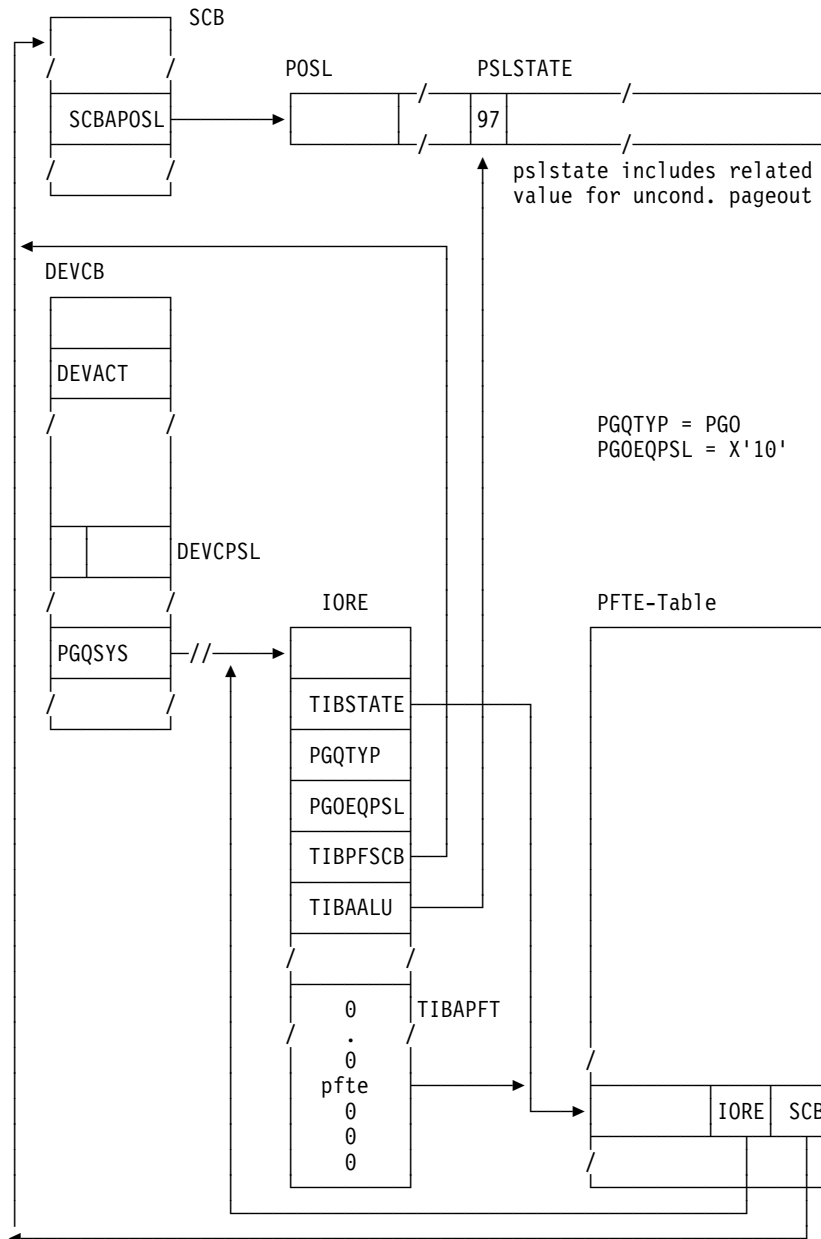 SCB
POSL PSLSTATE
SCBAPOSL
97
pslstate includes related
value for uncond. pageout
DEVCB
DEVACT
PGQTYP = PGO
PGOEQPSL = X'10'
DEVCPSL
IORE PFTE-Table
PGQSYS
TIBSTATE
PGQTYP
PGOEQPSL
TIBPFSCB
TIBAALU
0 TIBAPFT
.
0
pfte
0 IORE SCB
0
0